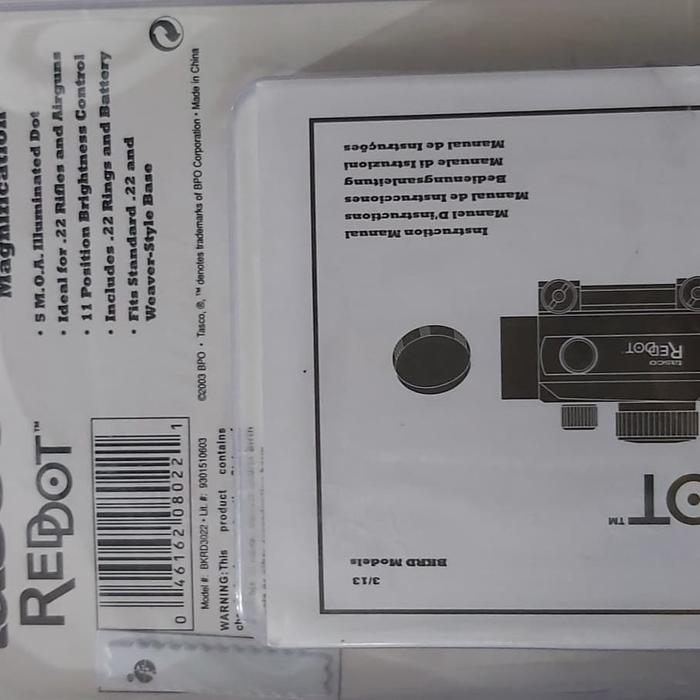 Magnification
• 5 M.O.A. Illuminated Dot
• Ideal for .22 Rifles and Airguns
• 11 Position Brightness Control
• Includes .22 Rings and Battery
• Fits Standard .22 and
Weaver-Style Base
©2003 BPO • Tasco, ®, ™ denotes trademarks of BPO Corporation • Made in China
REDDOT™
0 46162 08022 1
Model #: BKRD3022 • Lit. #: 9301510603
WARNING: This product contains
3/13
BKRD Models
OT™
tasco
REDDOT™
Instruction Manual
Manuel D'instructions
Manual de Instrucciones
Bedienungsanleitung
Manuale di Istruzioni
Manual de Instruções